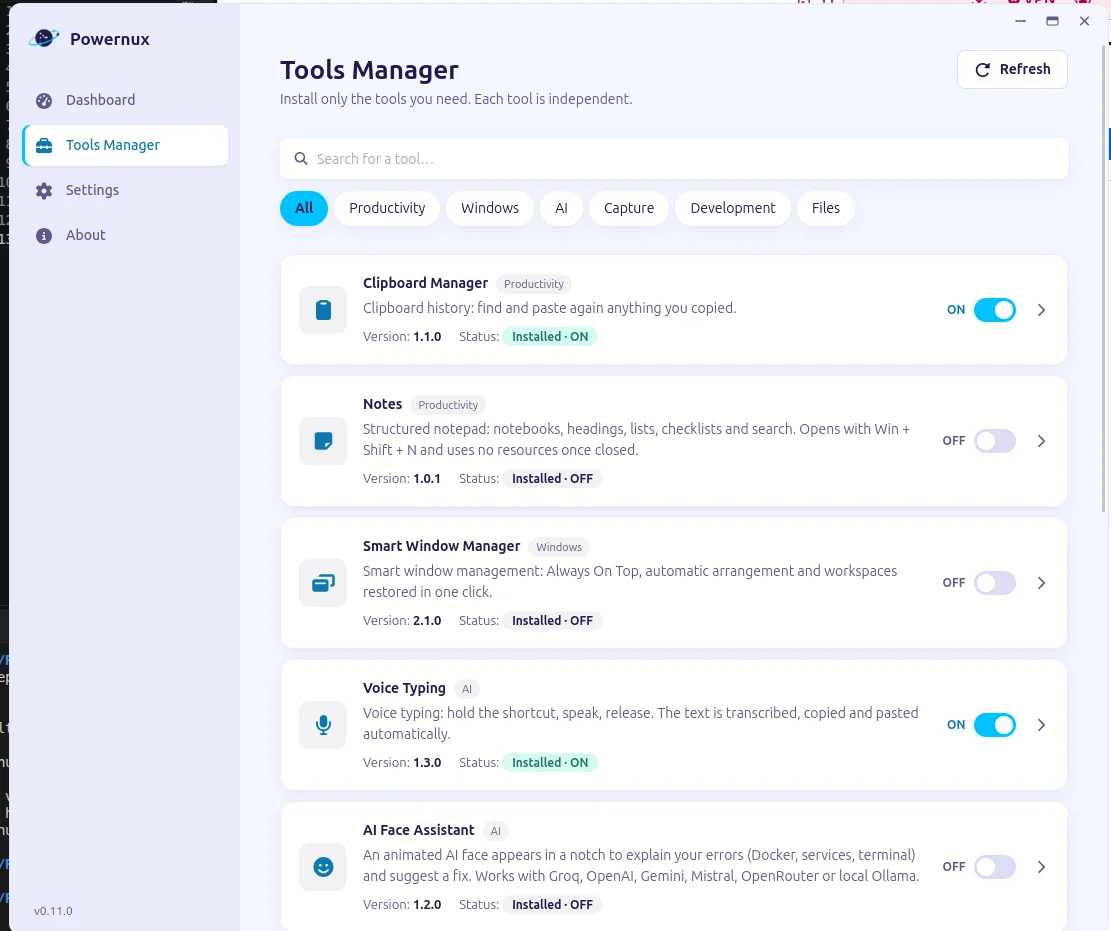 Powernux
Dashboard
Tools Manager
Settings
About
v0.11.0
Tools Manager
Install only the tools you need. Each tool is independent.
Refresh
Search for a tool…
All Productivity Windows AI Capture Development Files
Clipboard Manager Productivity
Clipboard history: find and paste again anything you copied.
Version: 1.1.0 Status: Installed · ON
ON
Notes Productivity
Structured notepad: notebooks, headings, lists, checklists and search. Opens with Win +
Shift + N and uses no resources once closed.
Version: 1.0.1 Status: Installed · OFF
OFF
Smart Window Manager Windows
Smart window management: Always On Top, automatic arrangement and workspaces
restored in one click.
Version: 2.1.0 Status: Installed · OFF
OFF
Voice Typing AI
Voice typing: hold the shortcut, speak, release. The text is transcribed, copied and pasted
automatically.
Version: 1.3.0 Status: Installed · ON
ON
AI Face Assistant AI
An animated AI face appears in a notch to explain your errors (Docker, services, terminal)
and suggest a fix. Works with Groq, OpenAI, Gemini, Mistral, OpenRouter or local Ollama.
Version: 1.2.0 Status: Installed · OFF
OFF